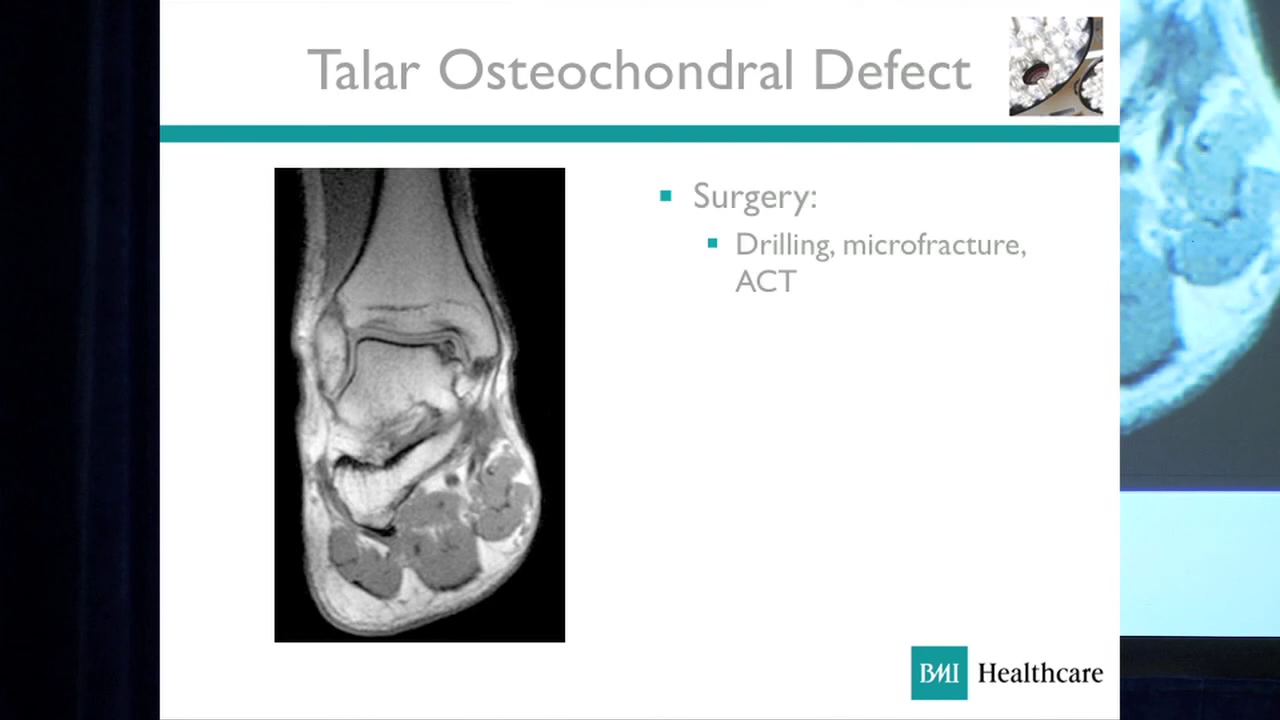 Talar Osteochondral Defect
Surgery:
Drilling, microfracture,
ACT
BMI Healthcare